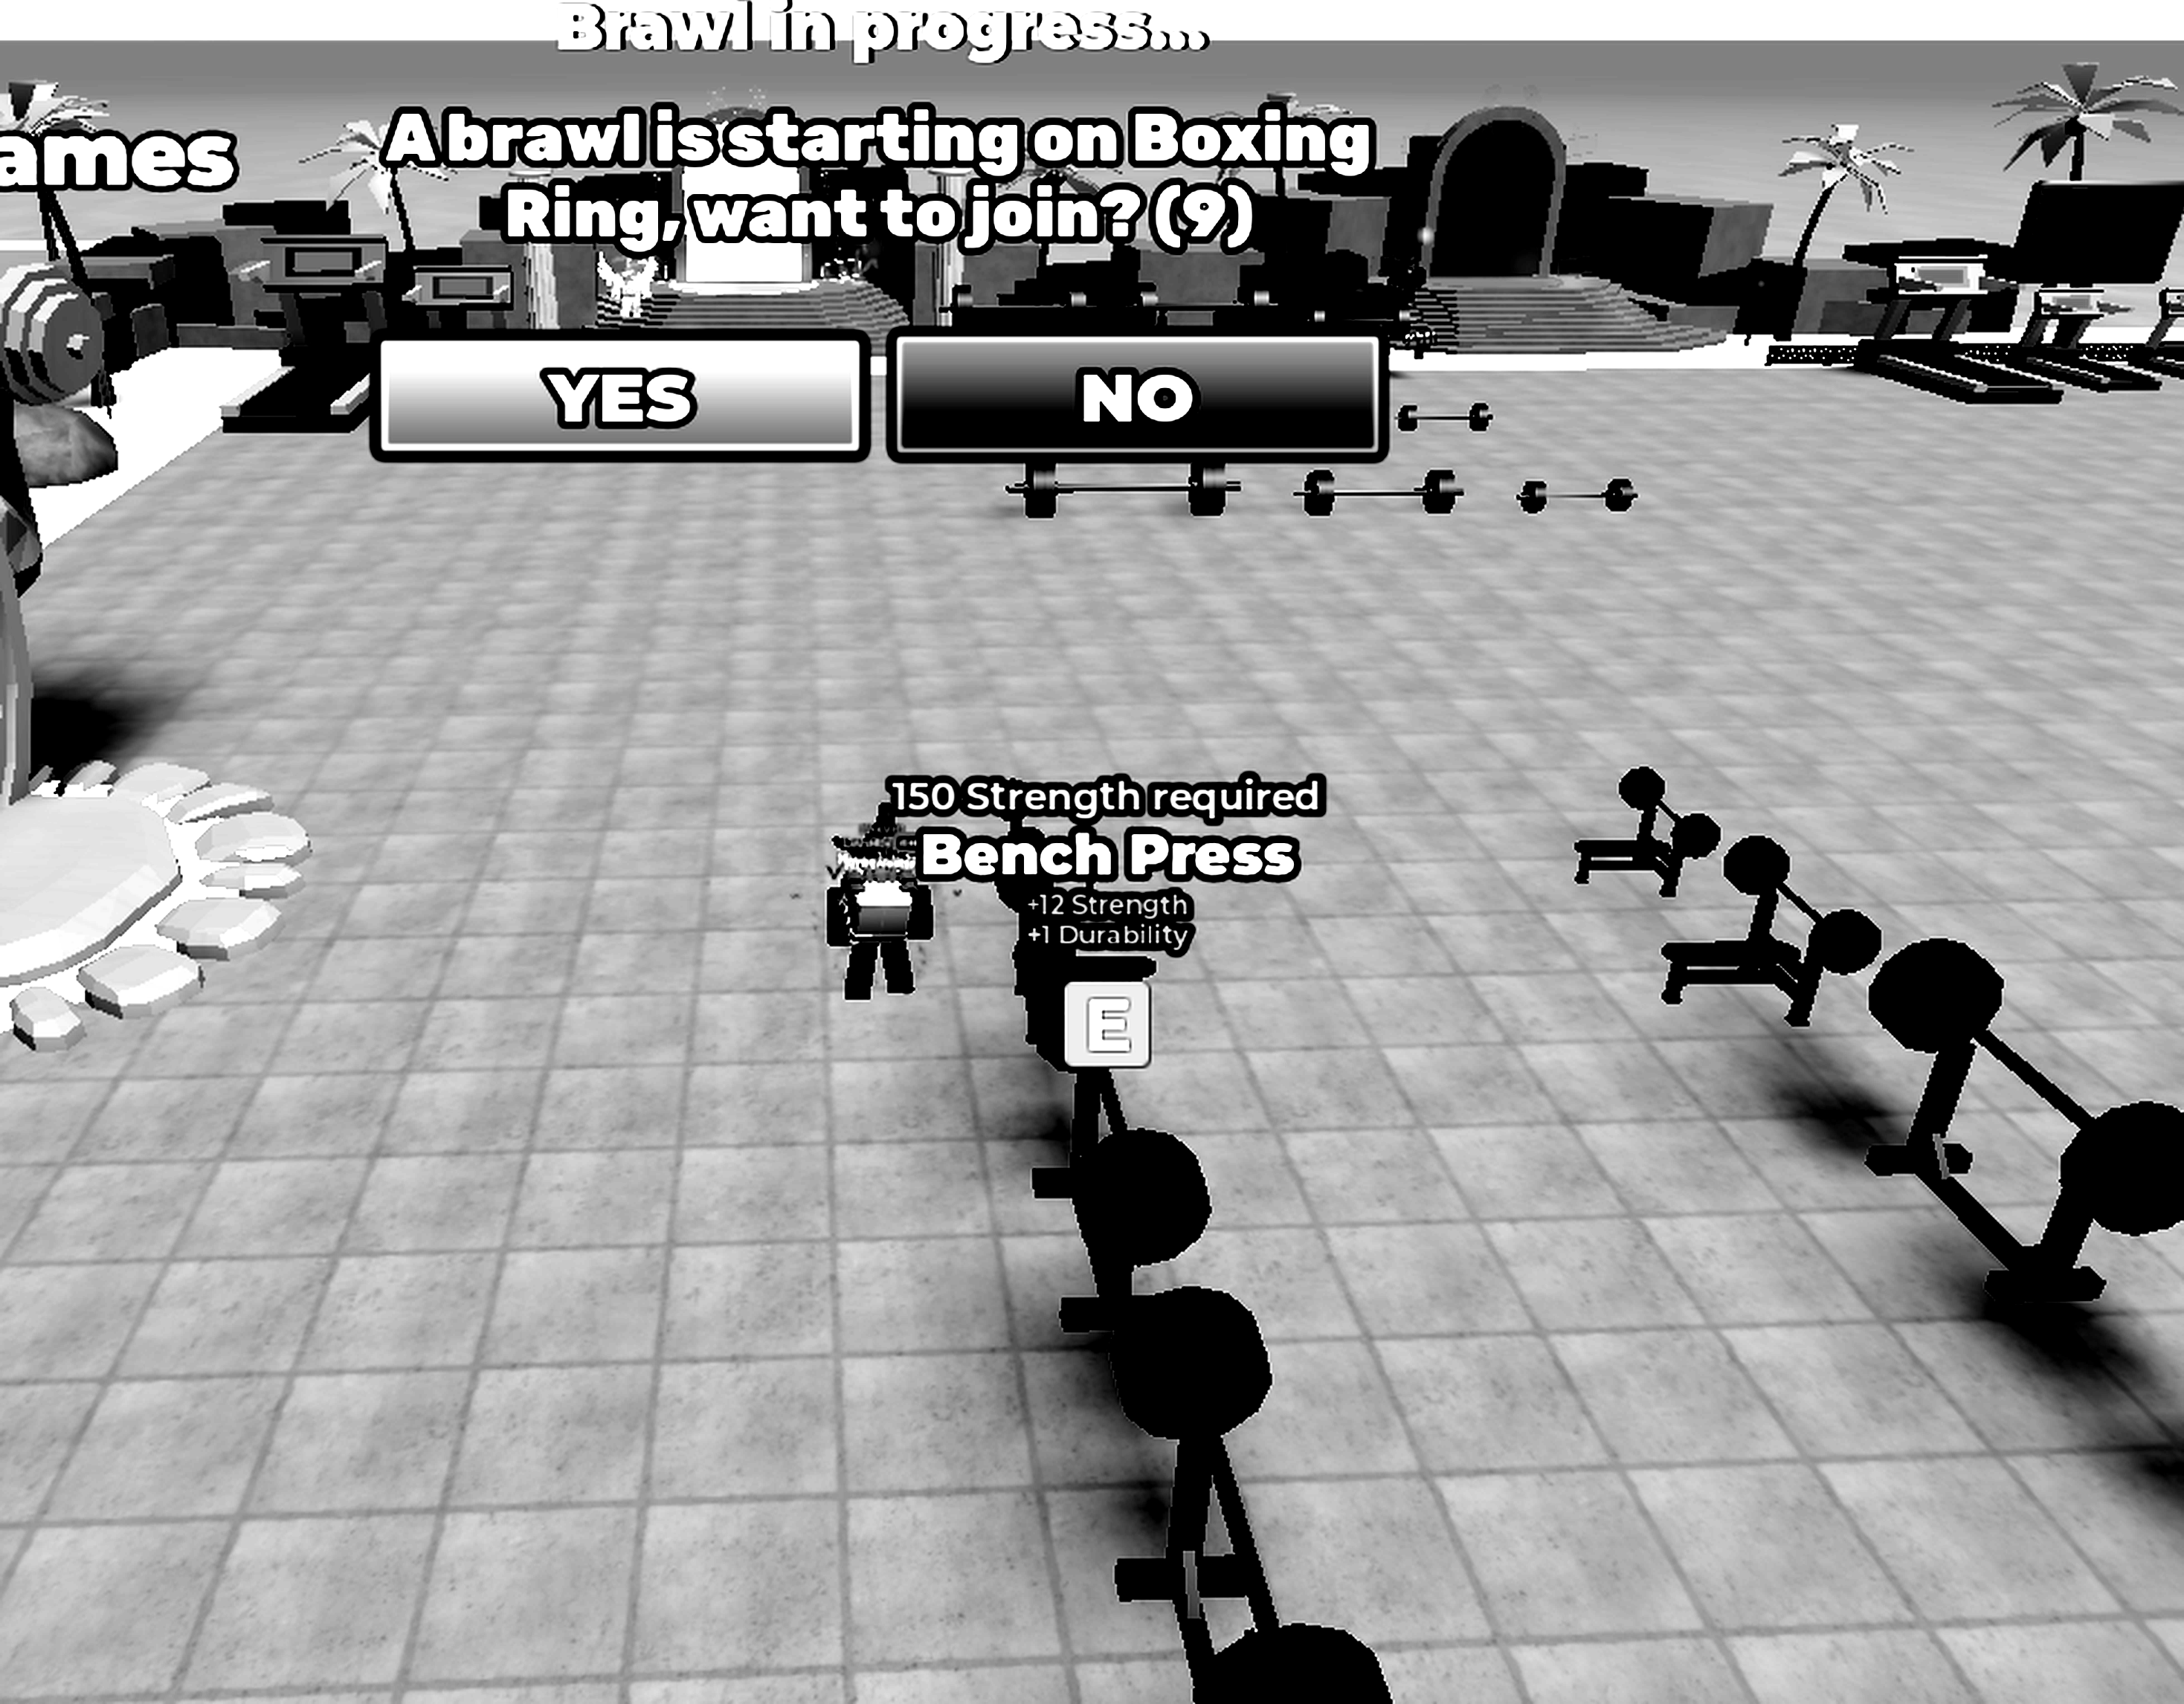 Brawl in progress...
A brawl is starting on Boxing
Ring, want to join? (9)
ames
YES
NO
150 Strength required
Bench Press
+12 Strength
+1 Durability
E